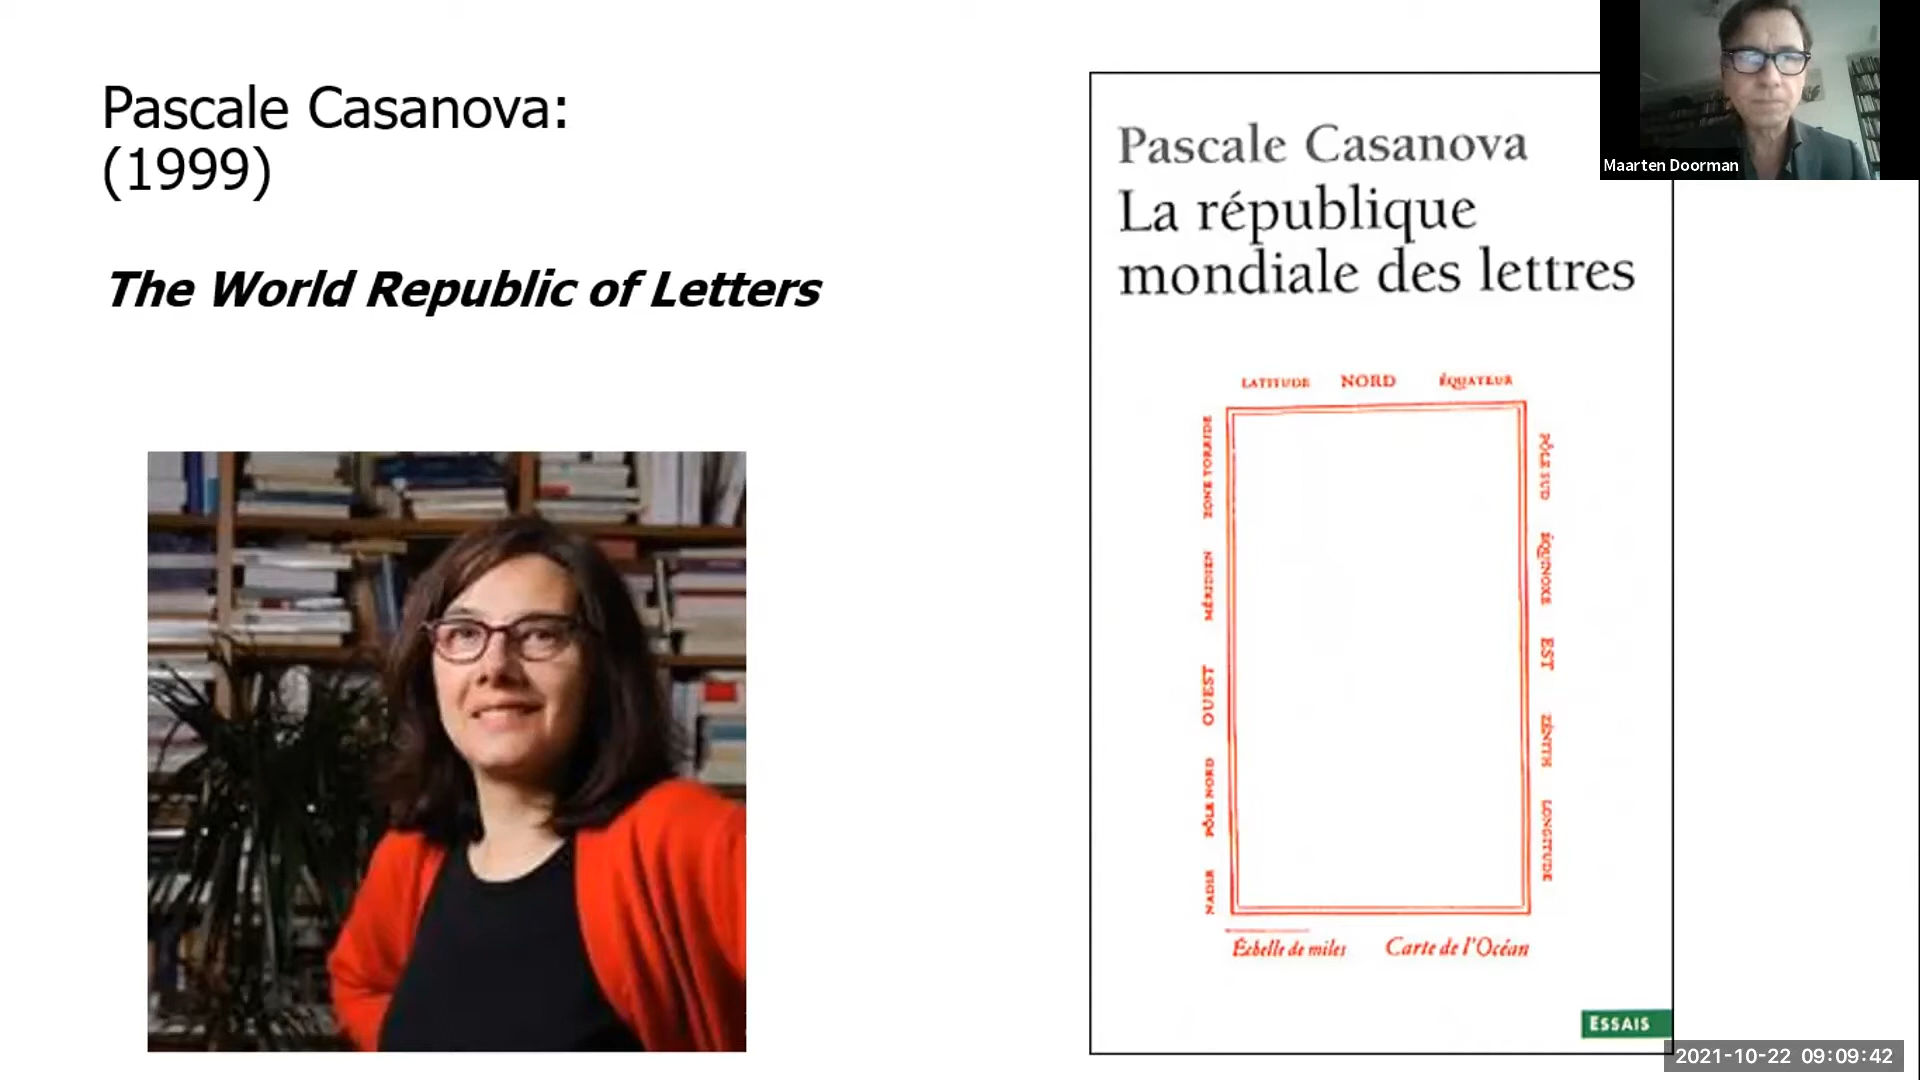 Pascale Casanova:
(1999)
The World Republic of Letters
Pascale Casanova
La république
mondiale des lettres
LATITUDE NORD ÉQUATEUR
ZONE TORRIDE
MÉRIDIEN
OUEST
PÔLE NORD
NADIR
PÔLE SUD
ÉQUINOXE
EST
ZÉNITH
LONGITUDE
Échelle de miles Carte de l'Océan
ESSAIS
Maarten Doorman
2021-10-22 09:09:42